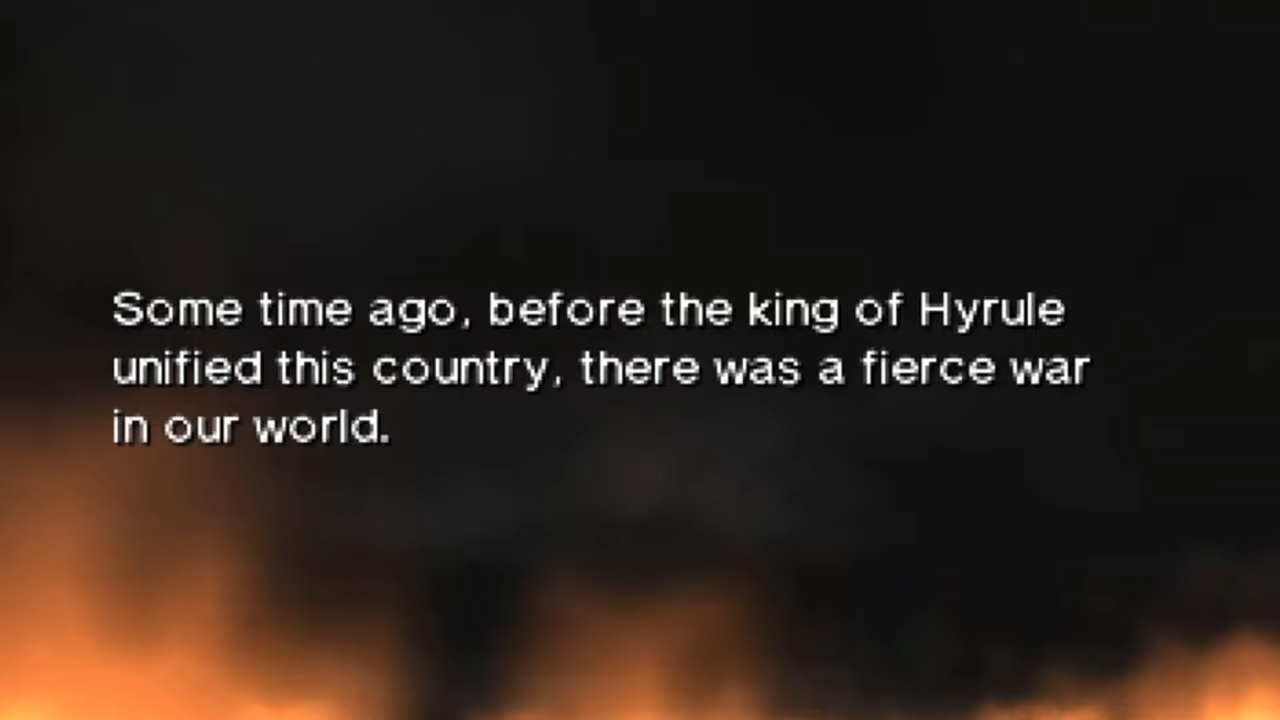 Some time ago, before the king of Hyrule
unified this country, there was a fierce war
in our world.